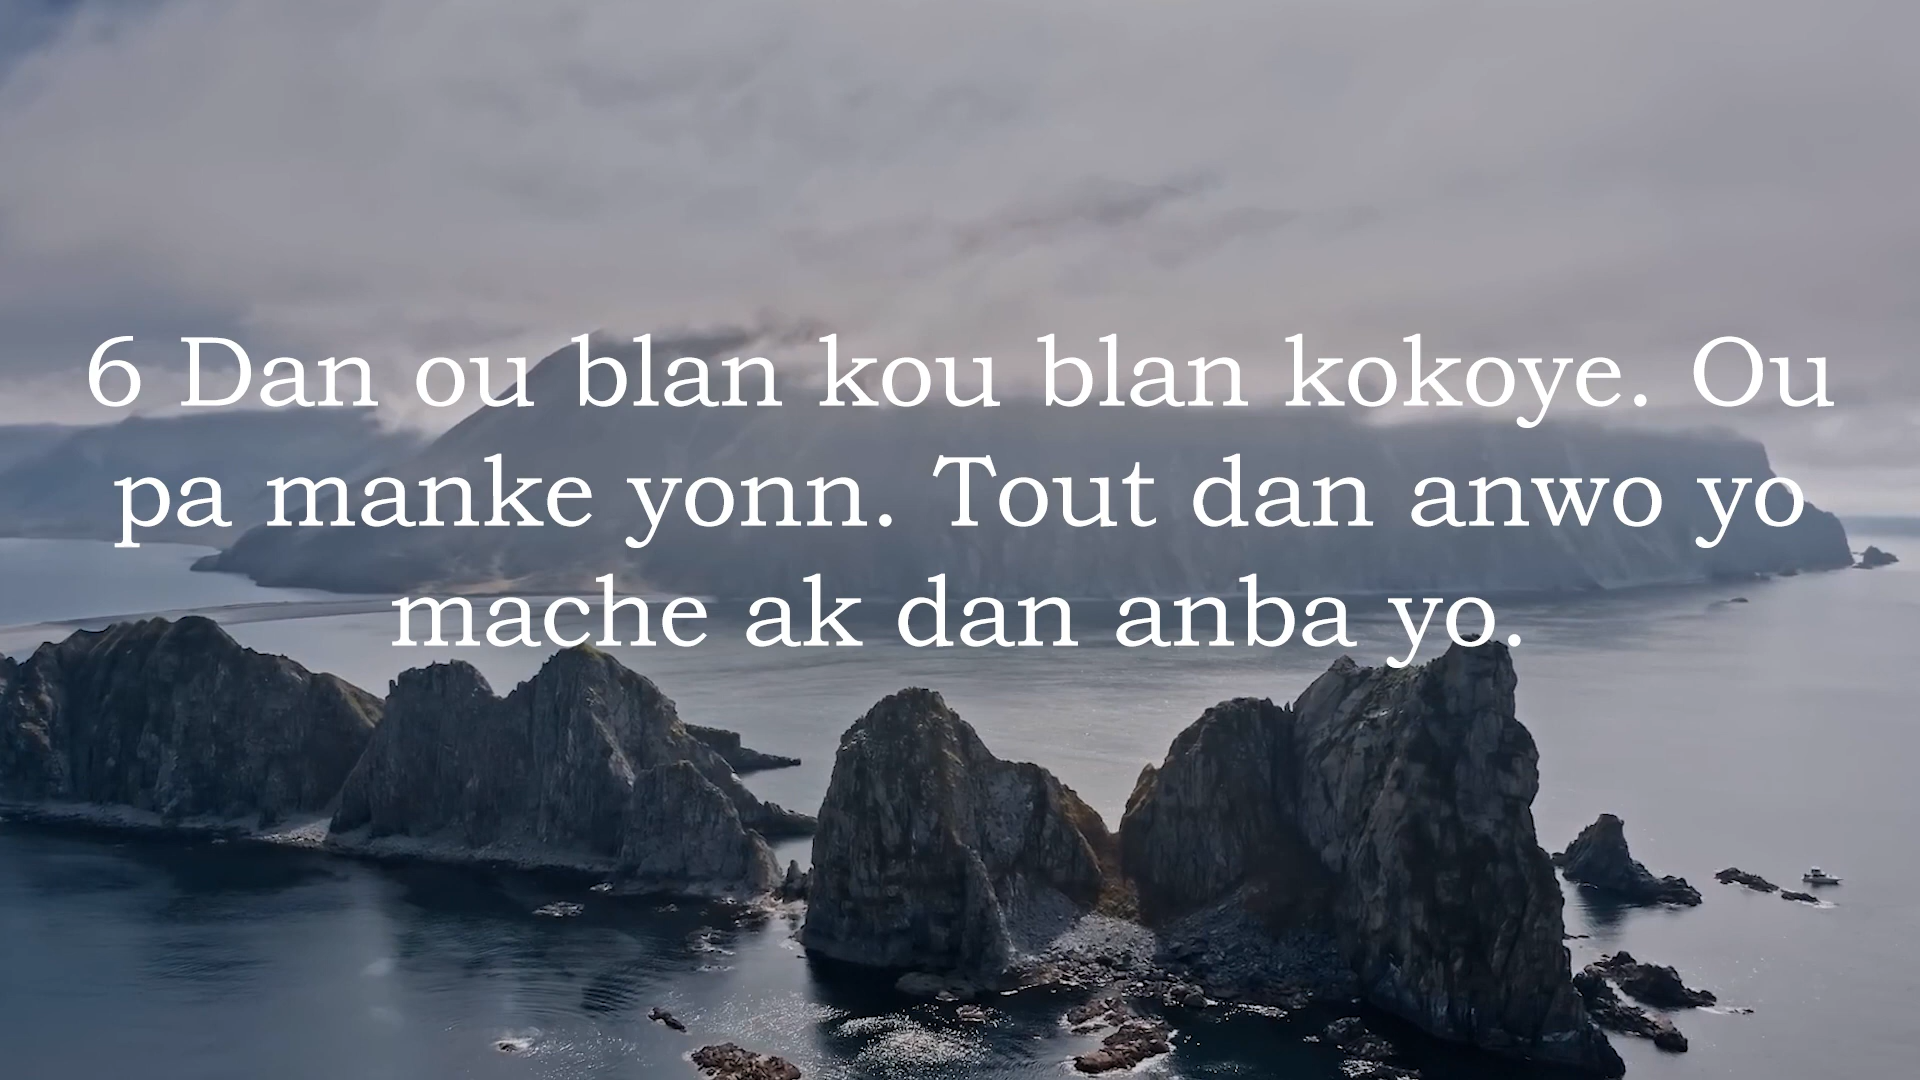 6 Dan ou blan kou blan kokoye. Ou
pa manke yonn. Tout dan anwo yo
mache ak dan anba yo.